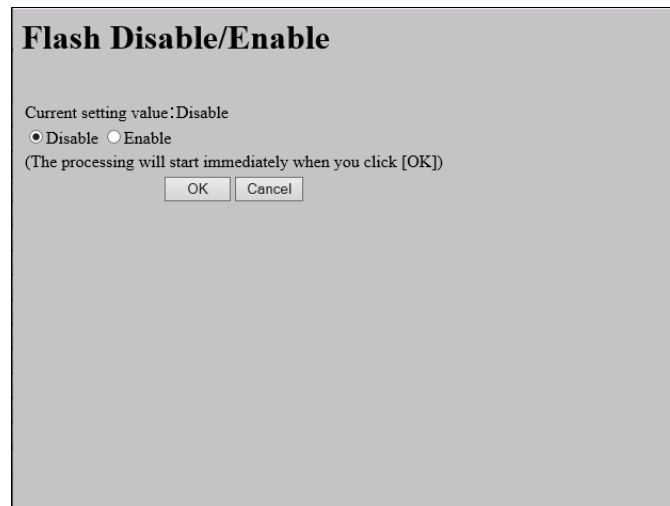 Flash Disable/Enable
Current setting value:Disable
Disable Enable
(The processing will start immediately when you click [OK])
OK Cancel